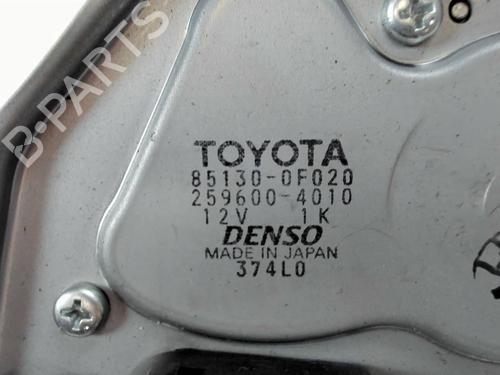 B-PARTS
TOYOTA
85130-0F020
259600-4010
12V 1K
DENSO
MADE IN JAPAN
374L0